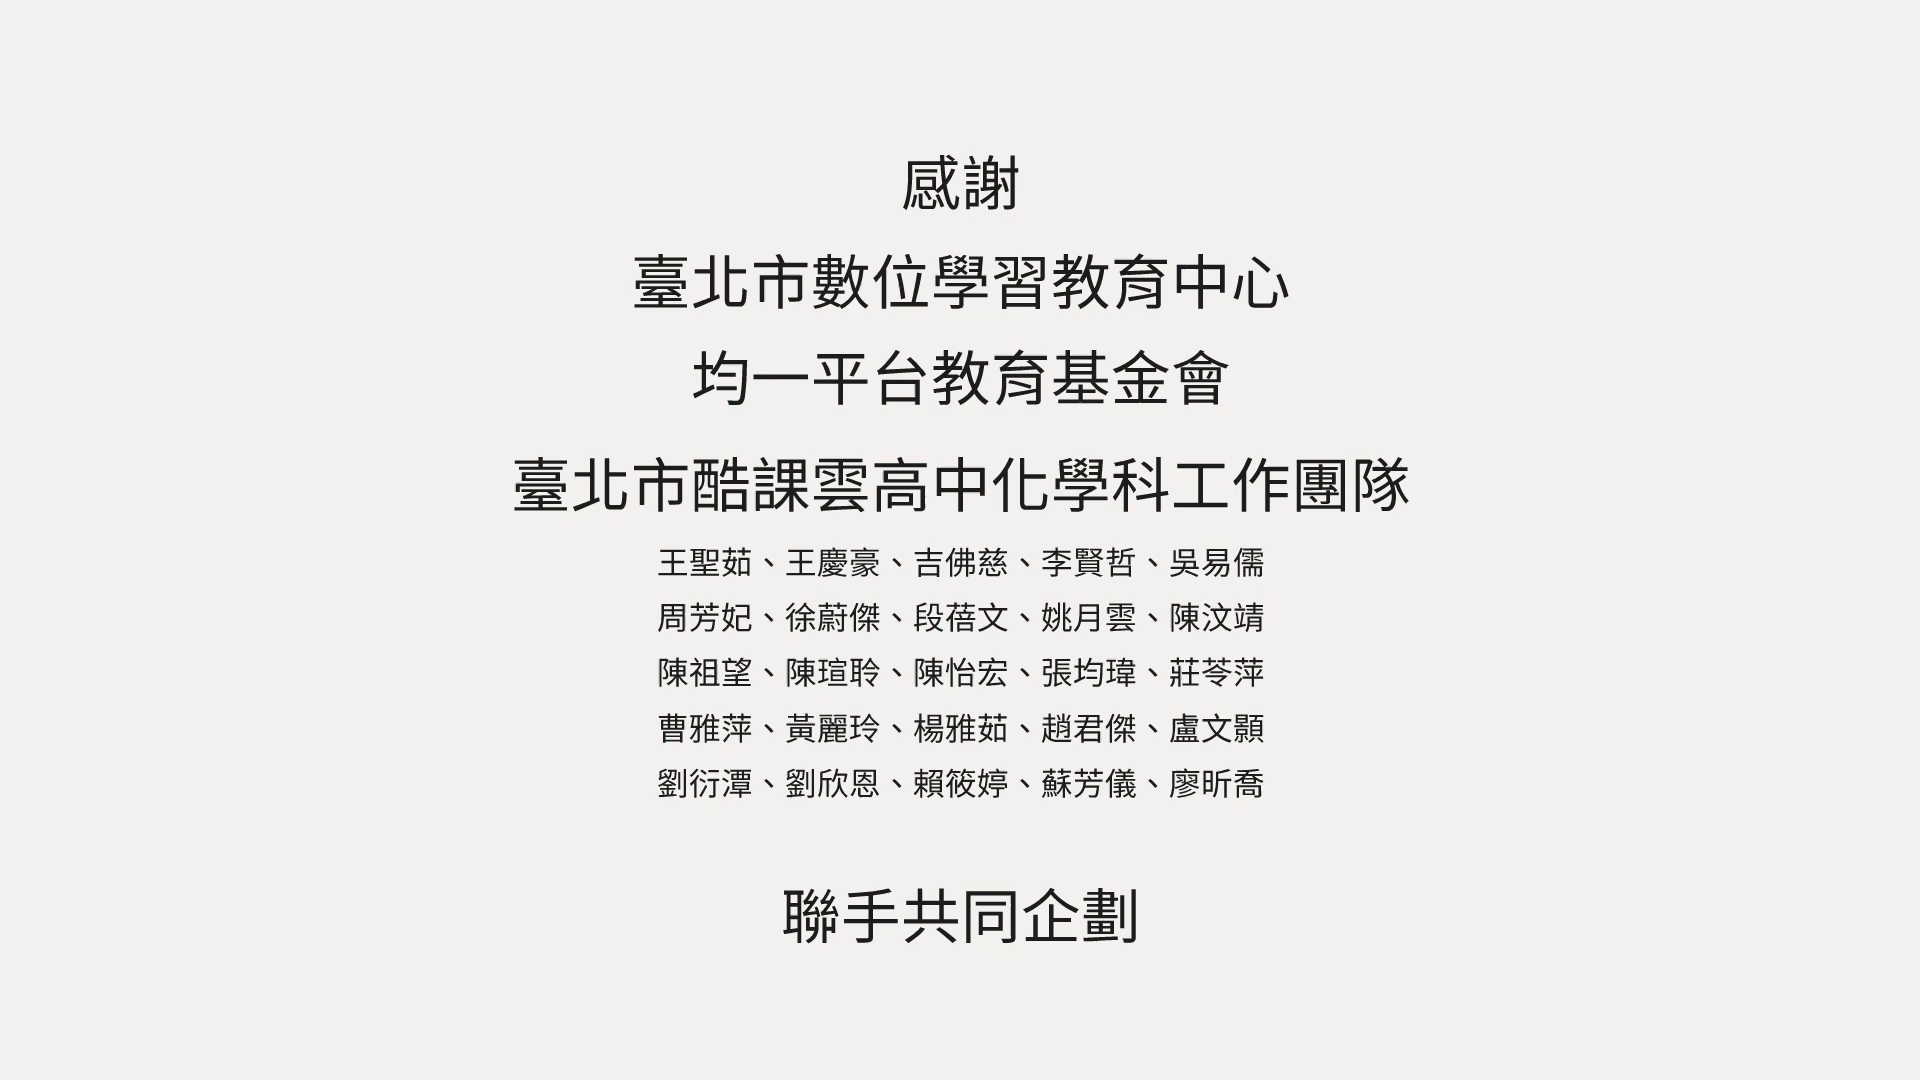 感謝
臺北市數位學習教育中心
均一平台教育基金會
臺北市酷課雲高中化學科工作團隊
王聖茹、王慶豪、吉佛慈、李賢哲、吳易儒
周芳妃、徐蔚傑、段蓓文、姚月雲、陳汶靖
陳祖望、陳瑄聆、陳怡宏、張均瑋、莊苓萍
曹雅萍、黃麗玲、楊雅茹、趙君傑、盧文顥
劉衍潭、劉欣恩、賴筱婷、蘇芳儀、廖昕喬
聯手共同企劃